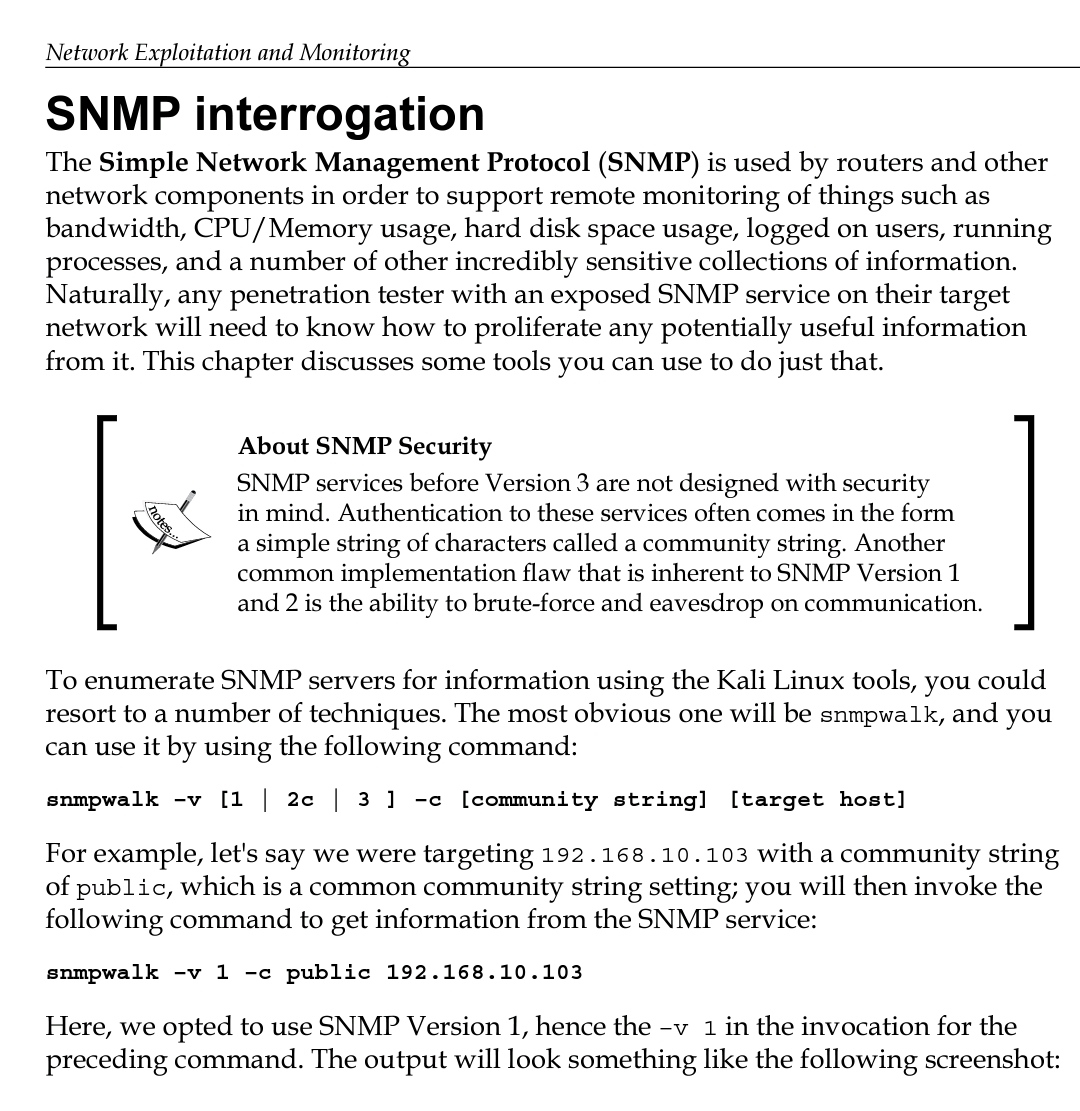 Network Exploitation and Monitoring
SNMP interrogation
The Simple Network Management Protocol (SNMP) is used by routers and other
network components in order to support remote monitoring of things such as
bandwidth, CPU/Memory usage, hard disk space usage, logged on users, running
processes, and a number of other incredibly sensitive collections of information.
Naturally, any penetration tester with an exposed SNMP service on their target
network will need to know how to proliferate any potentially useful information
from it. This chapter discusses some tools you can use to do just that.
About SNMP Security
SNMP services before Version 3 are not designed with security
in mind. Authentication to these services often comes in the form
a simple string of characters called a community string. Another
common implementation flaw that is inherent to SNMP Version 1
and 2 is the ability to brute-force and eavesdrop on communication.
notes...
To enumerate SNMP servers for information using the Kali Linux tools, you could
resort to a number of techniques. The most obvious one will be snmpwalk, and you
can use it by using the following command:
snmpwalk -v [1 | 2c | 3 ] -c [community string] [target host]
For example, let's say we were targeting 192.168.10.103 with a community string
of public, which is a common community string setting; you will then invoke the
following command to get information from the SNMP service:
snmpwalk -v 1 -c public 192.168.10.103
Here, we opted to use SNMP Version 1, hence the -v 1 in the invocation for the
preceding command. The output will look something like the following screenshot: